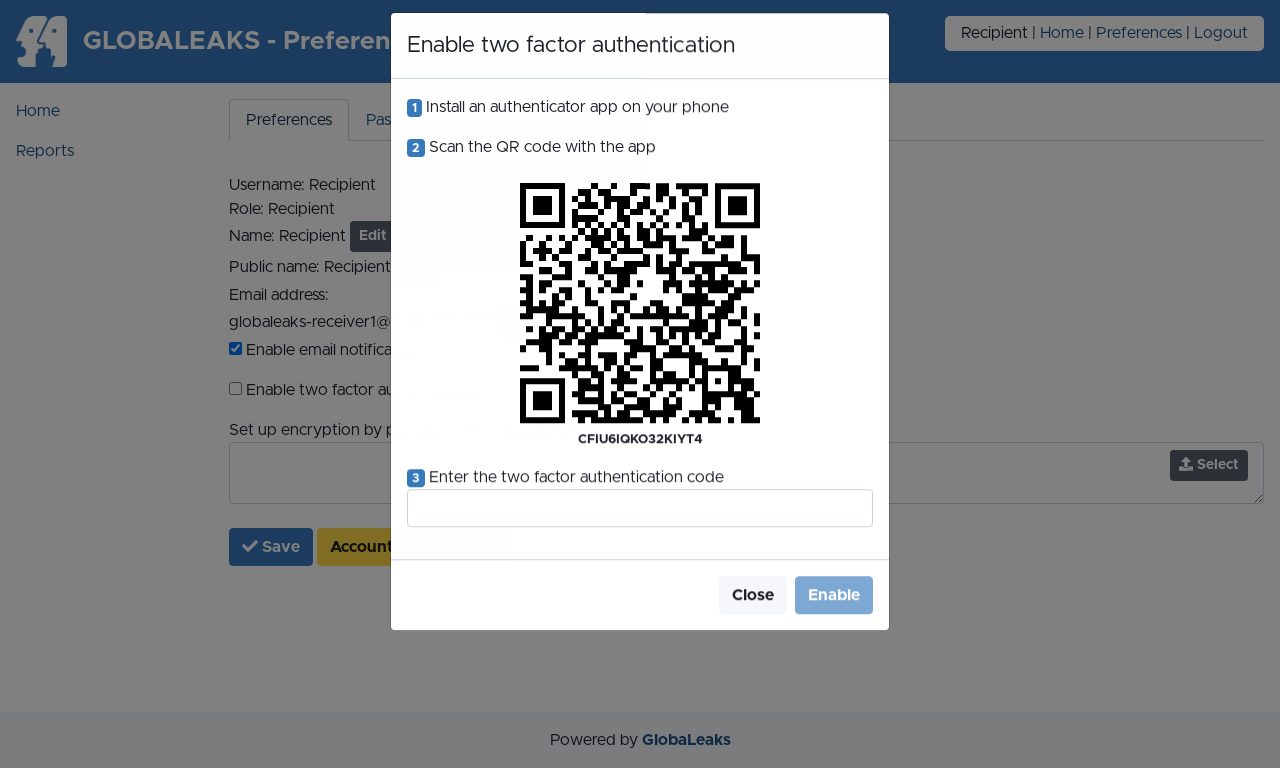 GLOBALEAKS - Preferen
Recipient | Home | Preferences | Logout
Home
Reports
Preferences
Pas
Username: Recipient
Role: Recipient
Name: Recipient Edit
Public name: Recipient
Email address:
globaleaks-receiver1@
Enable email notifica
Enable two factor au
Set up encryption by p
Select
Save
Account
Enable two factor authentication
1 Install an authenticator app on your phone
2 Scan the QR code with the app
CFIU6IQKO32KIYT4
3 Enter the two factor authentication code
Close
Enable
Powered by GlobaLeaks